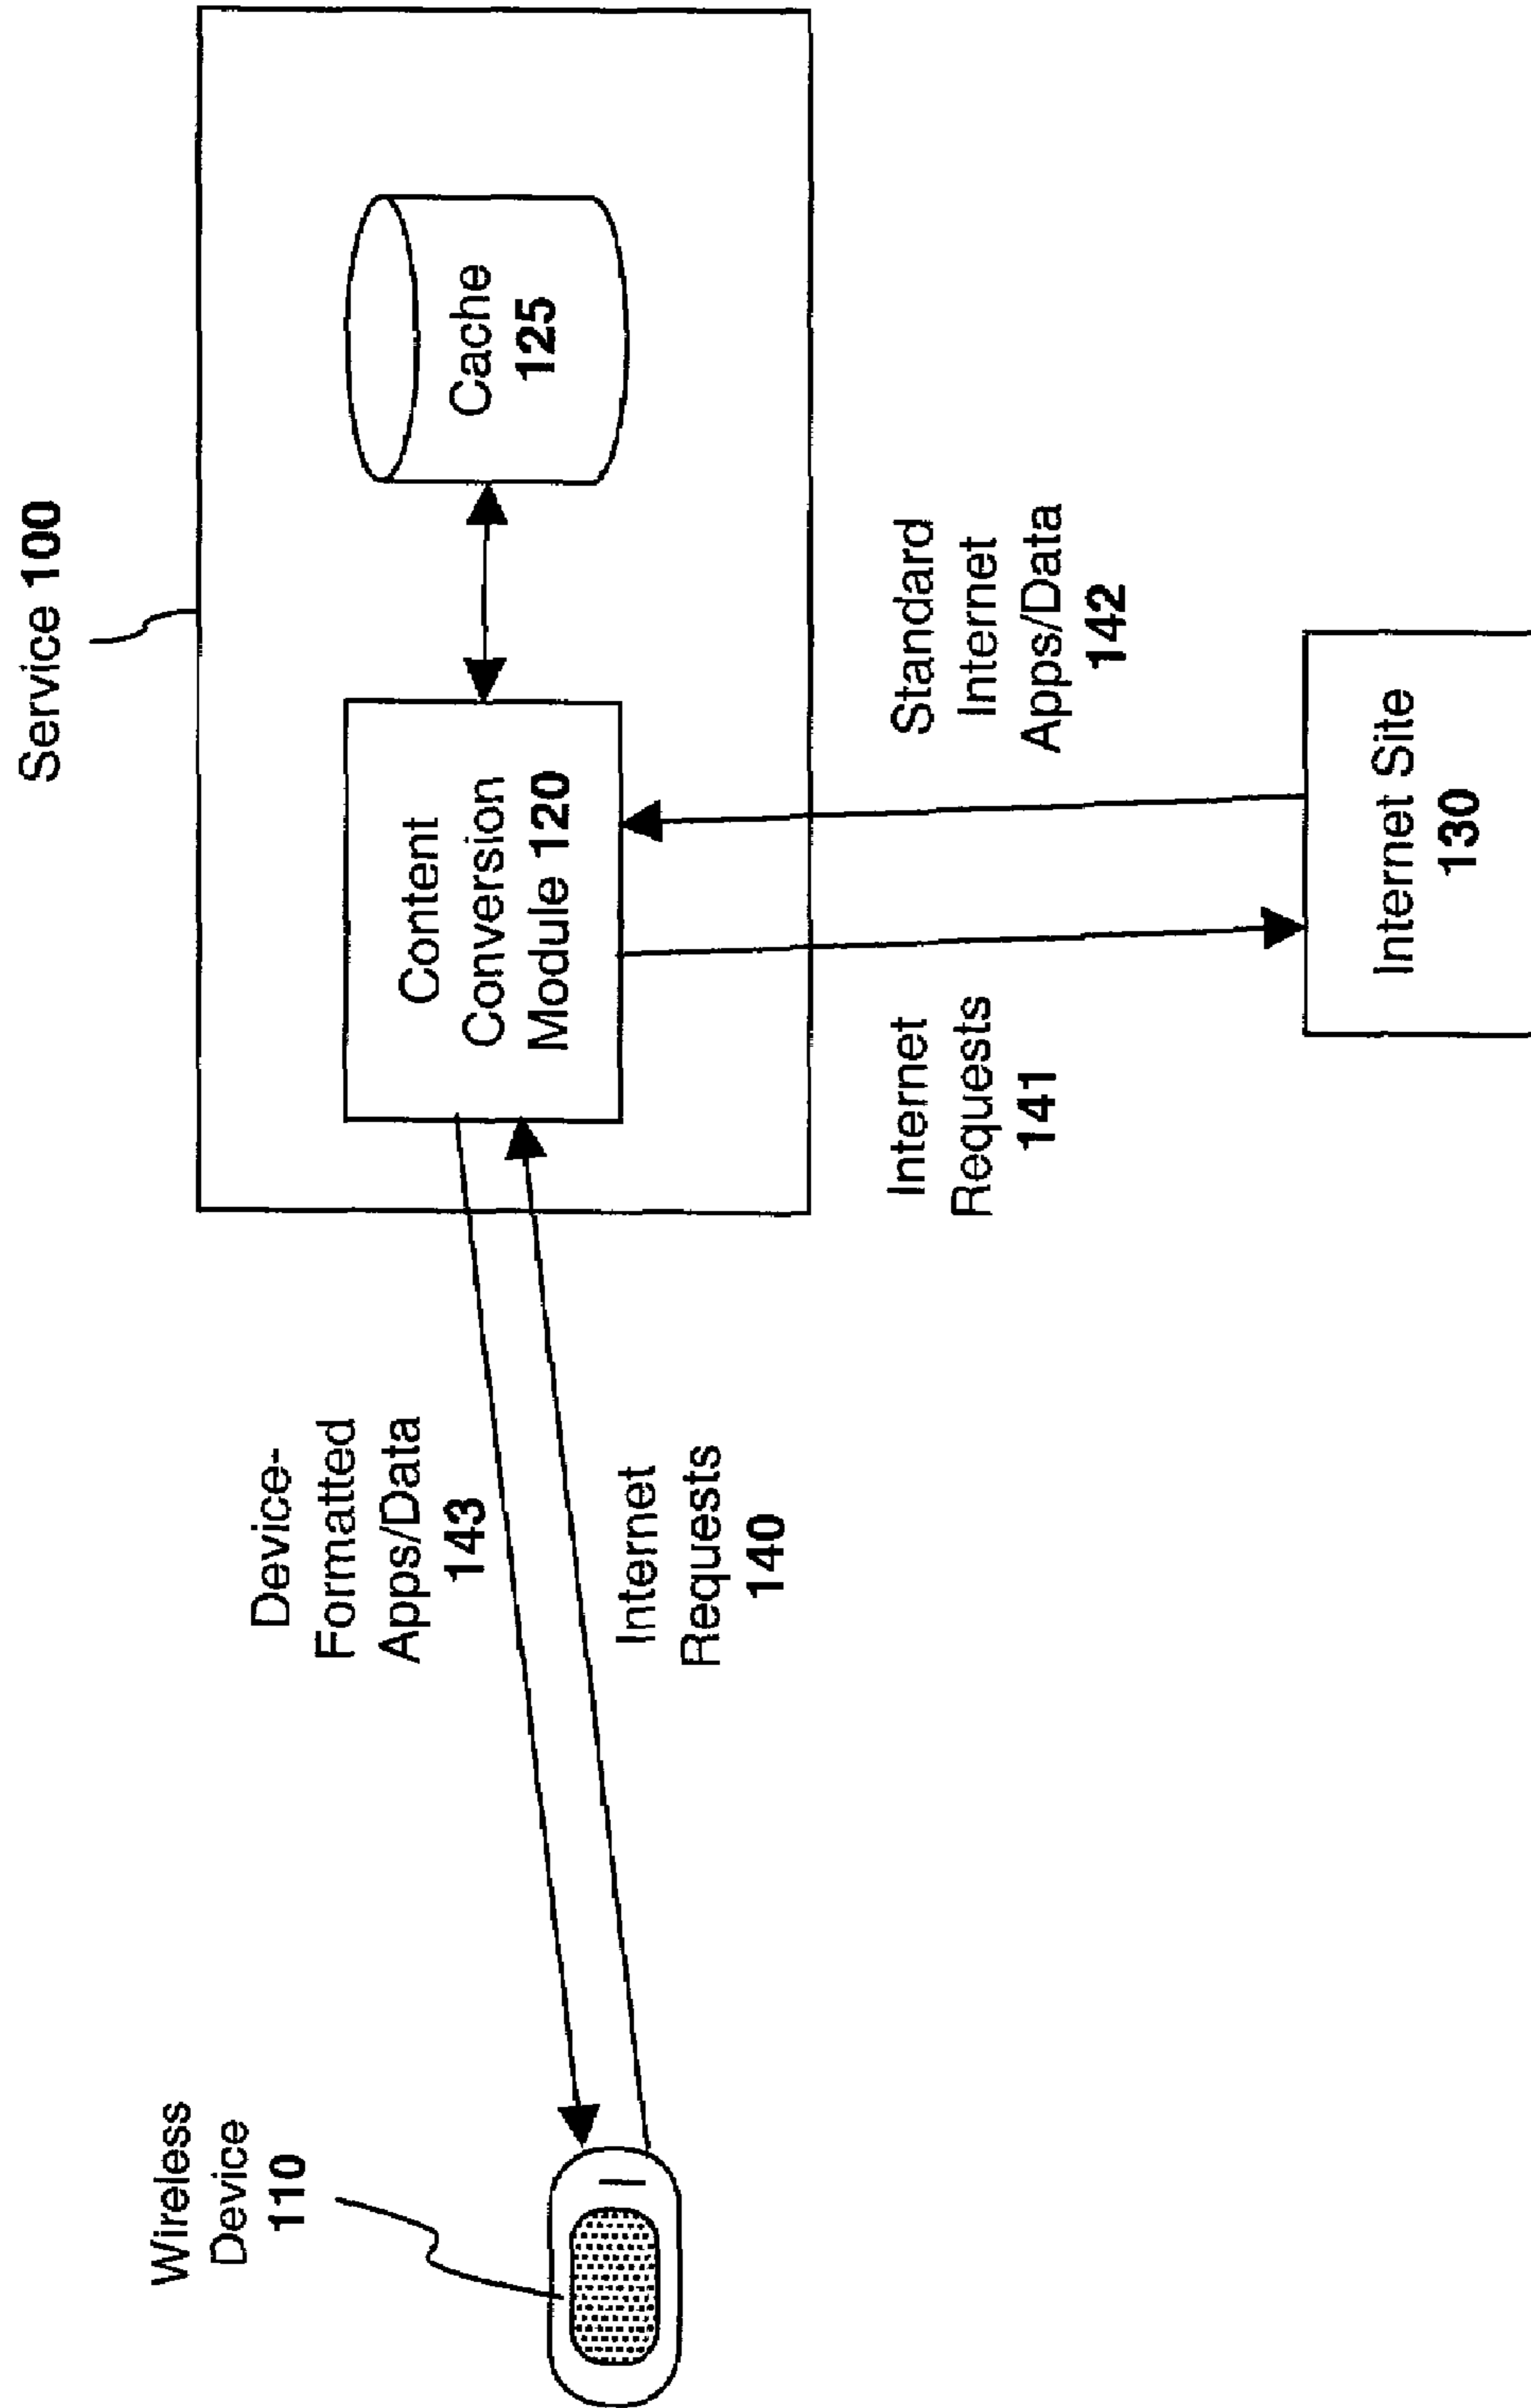 Service 100
Wireless
Device
110
Device-
Formatted
Apps/Data
143
Internet
Requests
140
Content
Conversion
Module 120
Cache
125
Internet
Requests
141
Standard
Internet
Apps/Data
142
Internet Site
130